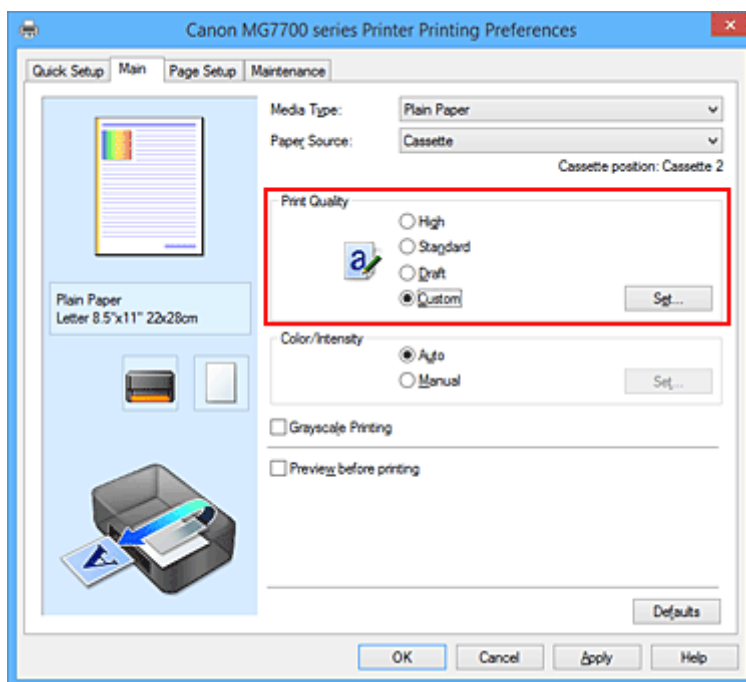 Canon MG7700 series Printer Printing Preferences
Quick Setup Main Page Setup Maintenance
Media Type: Plain Paper
Paper Source: Cassette
Cassette position: Cassette 2
Print Quality
High
Standard
Draft
Custom Set...
Plain Paper
Letter 8.5"x11" 22x28cm
Color/Intensity
Auto
Manual Set...
Grayscale Printing
Preview before printing
Defaults
OK Cancel Apply Help